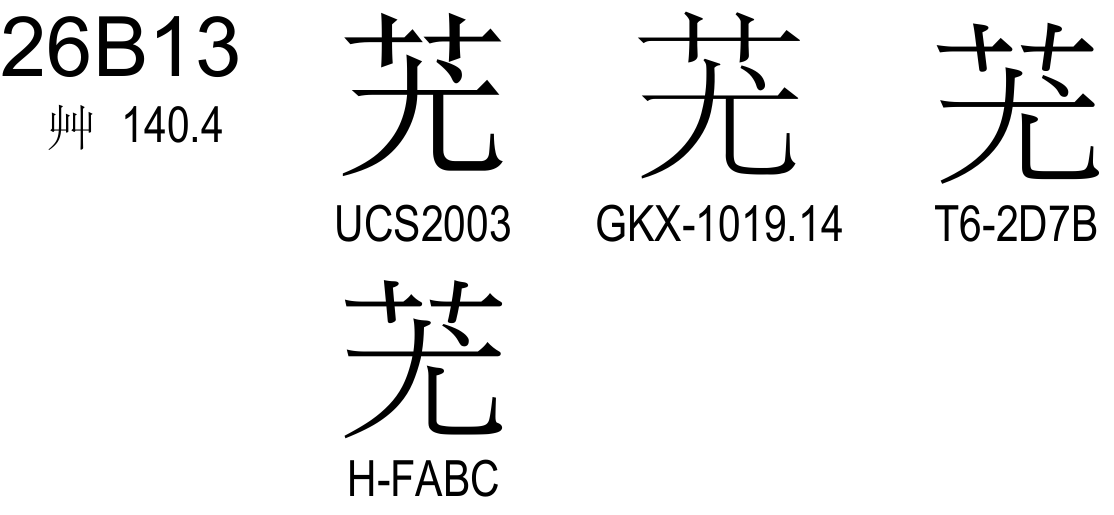 26B13 𦬓 𦬓 𦬓
艸 140.4
UCS2003 GKX-1019.14 T6-2D7B
𦬓
H-FABC